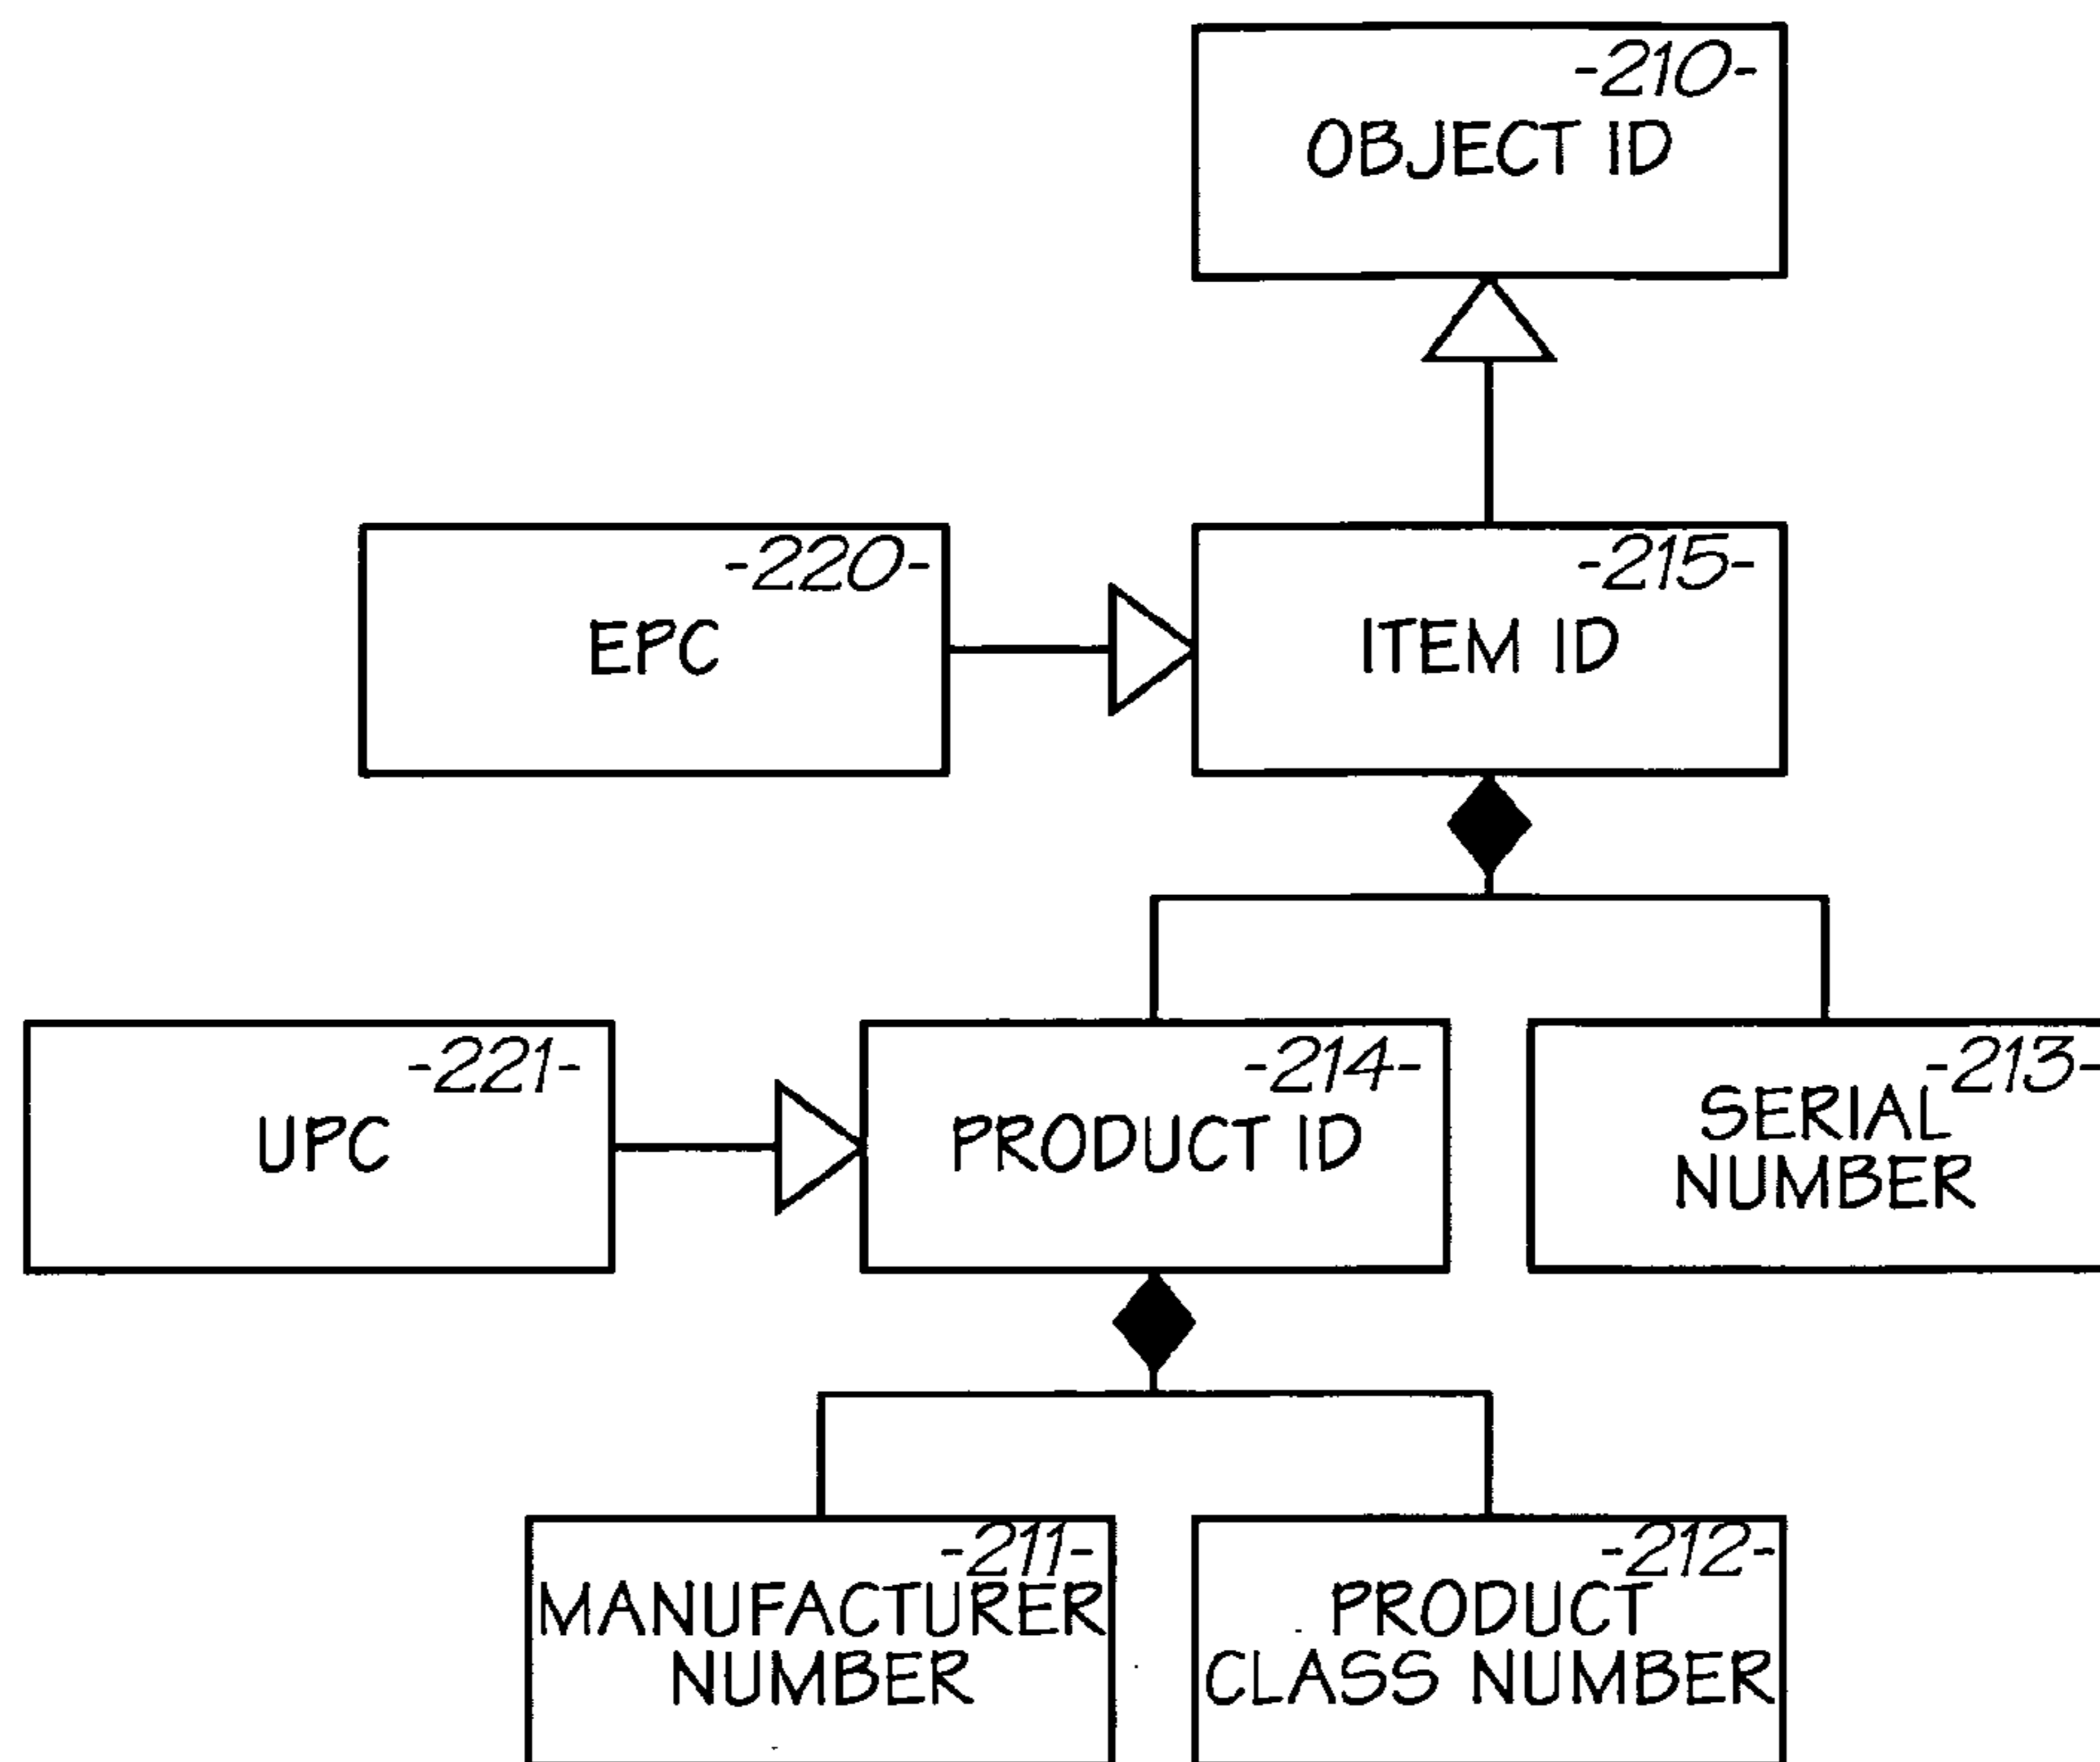 -210-
OBJECT ID
-220-
EPC
-215-
ITEM ID
-221-
UPC
-214-
PRODUCT ID
-213-
SERIAL
NUMBER
-211-
MANUFACTURER
NUMBER
-212-
PRODUCT
CLASS NUMBER